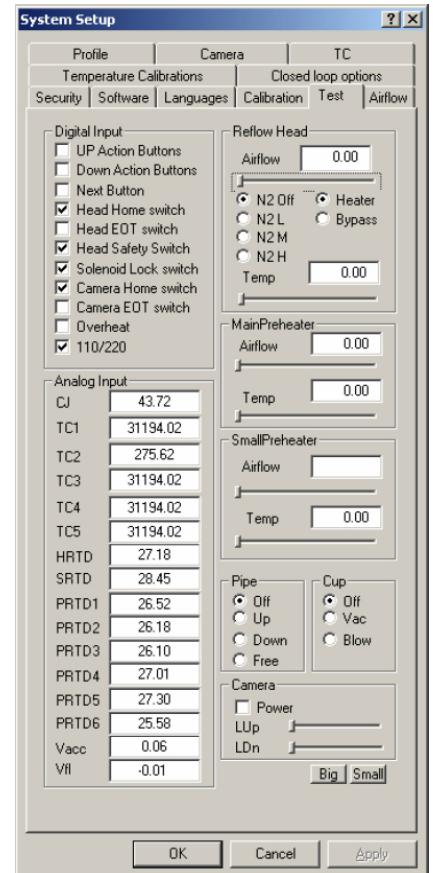 System Setup
Profile Camera TC
Temperature Calibrations Closed loop options
Security Software Languages Calibration Test Airflow
Digital Input
UP Action Buttons
Down Action Buttons
Next Button
Head Home switch
Head EOT switch
Head Safety Switch
Solenoid Lock switch
Camera Home switch
Camera EOT switch
Overheat
110/220
Analog Input
CJ 43.72
TC1 31194.02
TC2 275.62
TC3 31194.02
TC4 31194.02
TC5 31194.02
HRTD 27.18
SRTD 28.45
PRTD1 26.52
PRTD2 26.18
PRTD3 26.10
PRTD4 27.01
PRTD5 27.30
PRTD6 25.58
Vacc 0.06
Vfl -0.01
Reflow Head
Airflow 0.00
N2 Off Heater
N2 L Bypass
N2 M
N2 H
Temp 0.00
MainPreheater
Airflow 0.00
Temp 0.00
SmallPreheater
Airflow
Temp 0.00
Pipe
Off
Up
Down
Free
Cup
Off
Vac
Blow
Camera
Power
LUp
LDn
Big Small
OK Cancel Apply